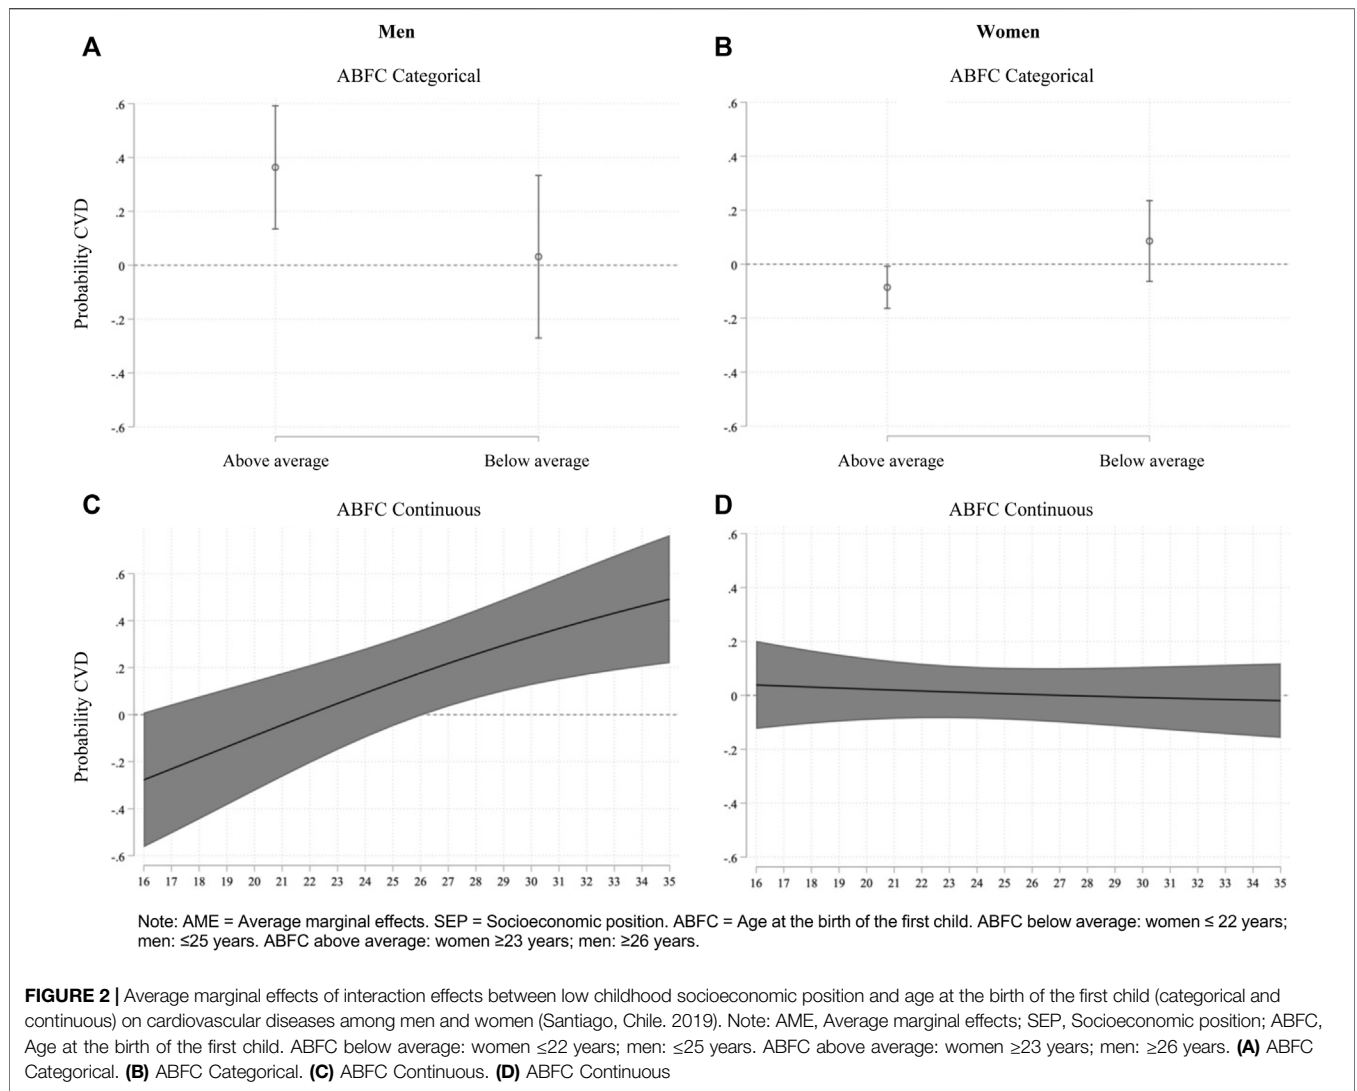 Men
Women
A
B
ABFC Categorical
ABFC Categorical
Probability CVD
.6
.4
.2
0
-.2
-.4
-.6
Above average
Below average
.6
.4
.2
0
-.2
-.4
-.6
Above average
Below average
C
D
ABFC Continuous
ABFC Continuous
Probability CVD
.6
.4
.2
0
-.2
-.4
-.6
16 17 18 19 20 21 22 23 24 25 26 27 28 29 30 31 32 33 34 35
.6
.4
.2
0
-.2
-.4
-.6
16 17 18 19 20 21 22 23 24 25 26 27 28 29 30 31 32 33 34 35
Note: AME = Average marginal effects. SEP = Socioeconomic position. ABFC = Age at the birth of the first child. ABFC below average: women ≤ 22 years;
men: ≤25 years. ABFC above average: women ≥23 years; men: ≥26 years.
FIGURE 2 | Average marginal effects of interaction effects between low childhood socioeconomic position and age at the birth of the first child (categorical and
continuous) on cardiovascular diseases among men and women (Santiago, Chile. 2019). Note: AME, Average marginal effects; SEP, Socioeconomic position; ABFC,
Age at the birth of the first child. ABFC below average: women ≤22 years; men: ≤25 years. ABFC above average: women ≥23 years; men: ≥26 years. (A) ABFC
Categorical. (B) ABFC Categorical. (C) ABFC Continuous. (D) ABFC Continuous